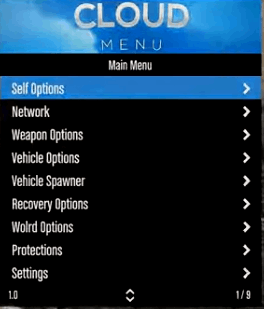 CLOUD
MENU
Main Menu
Self Options
Network
Weapon Options
Vehicle Options
Vehicle Spawner
Recovery Options
Wolrd Options
Protections
Settings
1.0 1 / 9